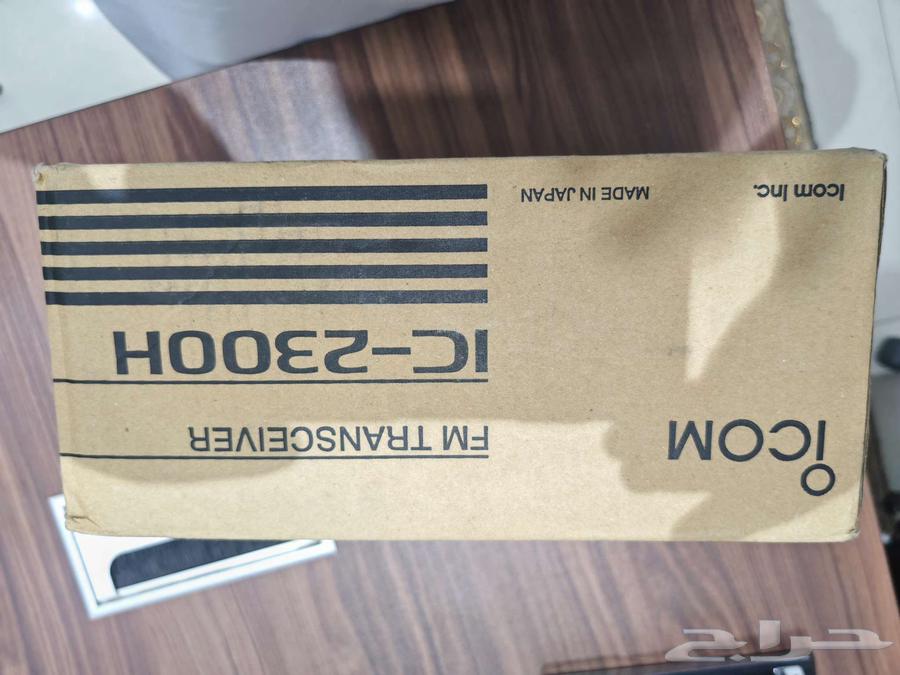 ICOM
FM TRANSCEIVER
IC-2300H
Icom Inc.
MADE IN JAPAN
حراج